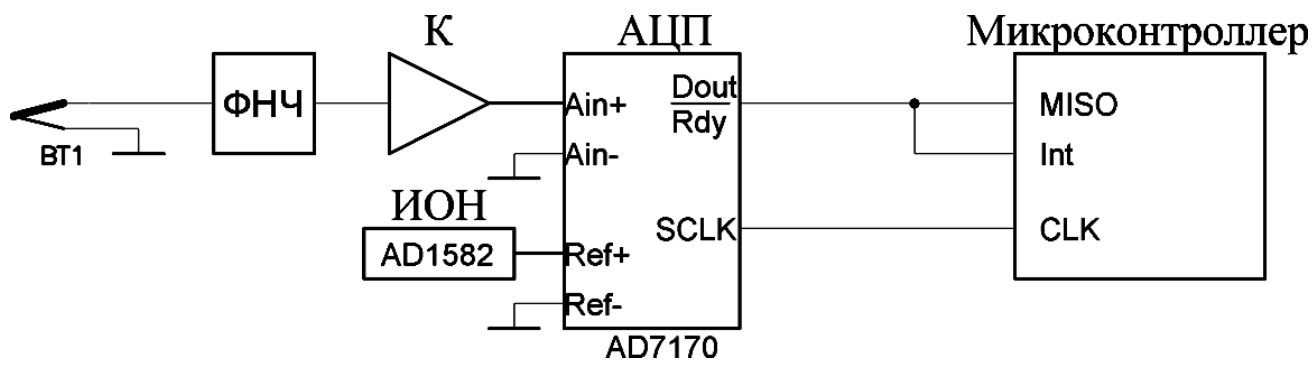 К АЦП Микроконтроллер
ФНЧ
Ain+ Dout MISO
Rdy
BT1 Ain- Int
ИОН
AD1582 Ref+ SCLK CLK
Ref-
AD7170